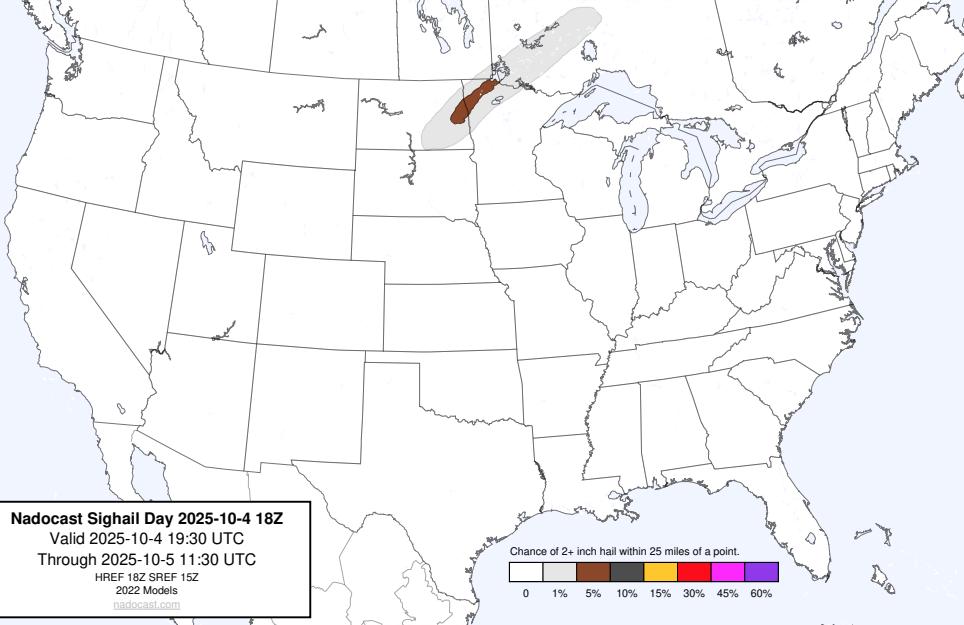 Nadocast Sighail Day 2025-10-4 18Z
Valid 2025-10-4 19:30 UTC
Through 2025-10-5 11:30 UTC
HREF 18Z SREF 15Z
2022 Models
nadocast.com
Chance of 2+ inch hail within 25 miles of a point.
0 1% 5% 10% 15% 30% 45% 60%